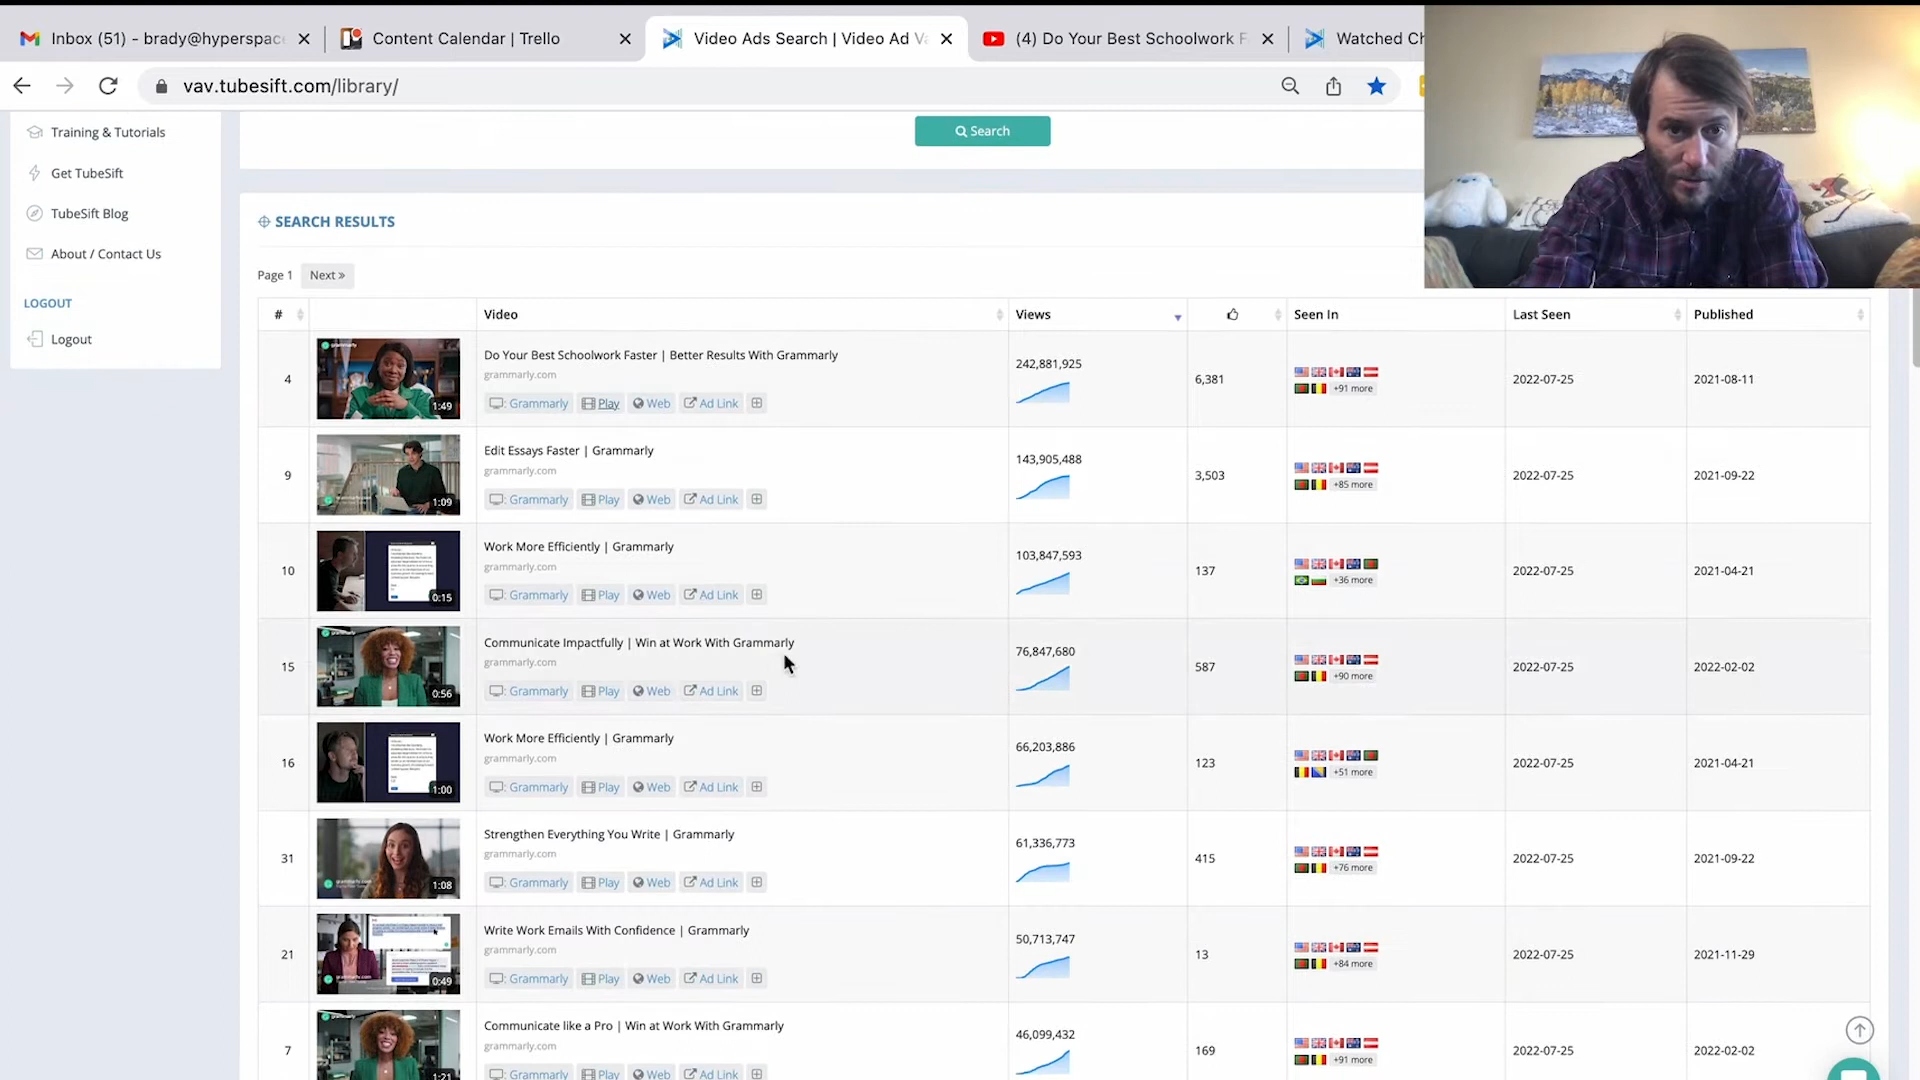 Inbox (51) - brady@hyperspac
Content Calendar | Trello
Video Ads Search | Video Ad V
(4) Do Your Best Schoolwork F
Watched Ch
vav.tubesift.com/library/
Training & Tutorials
Get TubeSift
TubeSift Blog
About / Contact Us
LOGOUT
Logout
Search
SEARCH RESULTS
Page 1 Next »
# Video Views Seen In Last Seen Published
4 1:49 Do Your Best Schoolwork Faster | Better Results With Grammarly 242,881,925 6,381 2022-07-25 2021-08-11
grammarly.com
: Grammarly Play Web Ad Link +91 more
9 1:09 Edit Essays Faster | Grammarly 143,905,488 3,503 2022-07-25 2021-09-22
grammarly.com
: Grammarly Play Web Ad Link +85 more
10 0:15 Work More Efficiently | Grammarly 103,847,593 137 2022-07-25 2021-04-21
grammarly.com
: Grammarly Play Web Ad Link +36 more
15 0:56 Communicate Impactfully | Win at Work With Grammarly 76,847,680 587 2022-07-25 2022-02-02
grammarly.com
: Grammarly Play Web Ad Link +90 more
16 1:00 Work More Efficiently | Grammarly 66,203,886 123 2022-07-25 2021-04-21
grammarly.com
: Grammarly Play Web Ad Link +51 more
31 1:08 Strengthen Everything You Write | Grammarly 61,336,773 415 2022-07-25 2021-09-22
grammarly.com
: Grammarly Play Web Ad Link +76 more
21 0:49 Write Work Emails With Confidence | Grammarly 50,713,747 13 2022-07-25 2021-11-29
grammarly.com
: Grammarly Play Web Ad Link +84 more
7 1:21 Communicate like a Pro | Win at Work With Grammarly 46,099,432 169 2022-07-25 2022-02-02
grammarly.com
: Grammarly Play Web Ad Link +91 more